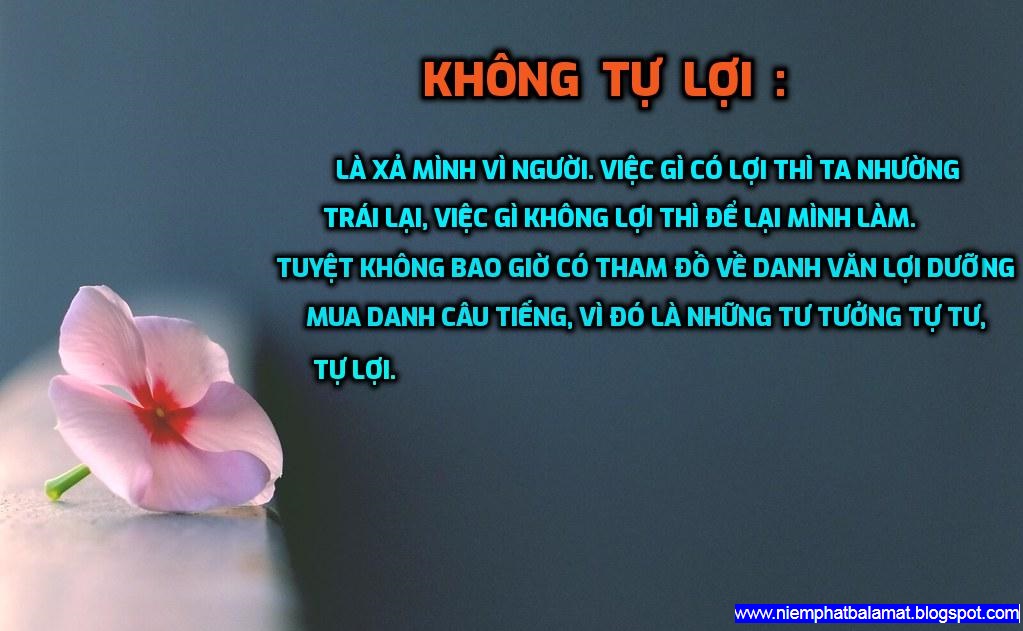 KHÔNG TỰ LỢI :
LÀ XẢ MÌNH VÌ NGƯỜI. VIỆC GÌ CÓ LỢI THÌ TA NHƯỜNG
TRÁI LẠI, VIỆC GÌ KHÔNG LỢI THÌ ĐỂ LẠI MÌNH LÀM.
TUYỆT KHÔNG BAO GIỜ CÓ THAM ĐỒ VỀ DANH VĂN LỢI DƯỠNG
MUA DANH CÂU TIẾNG, VÌ ĐÓ LÀ NHỮNG TƯ TƯỞNG TỰ TƯ,
TỰ LỢI.
www.niemphatbalamat.blogspot.com